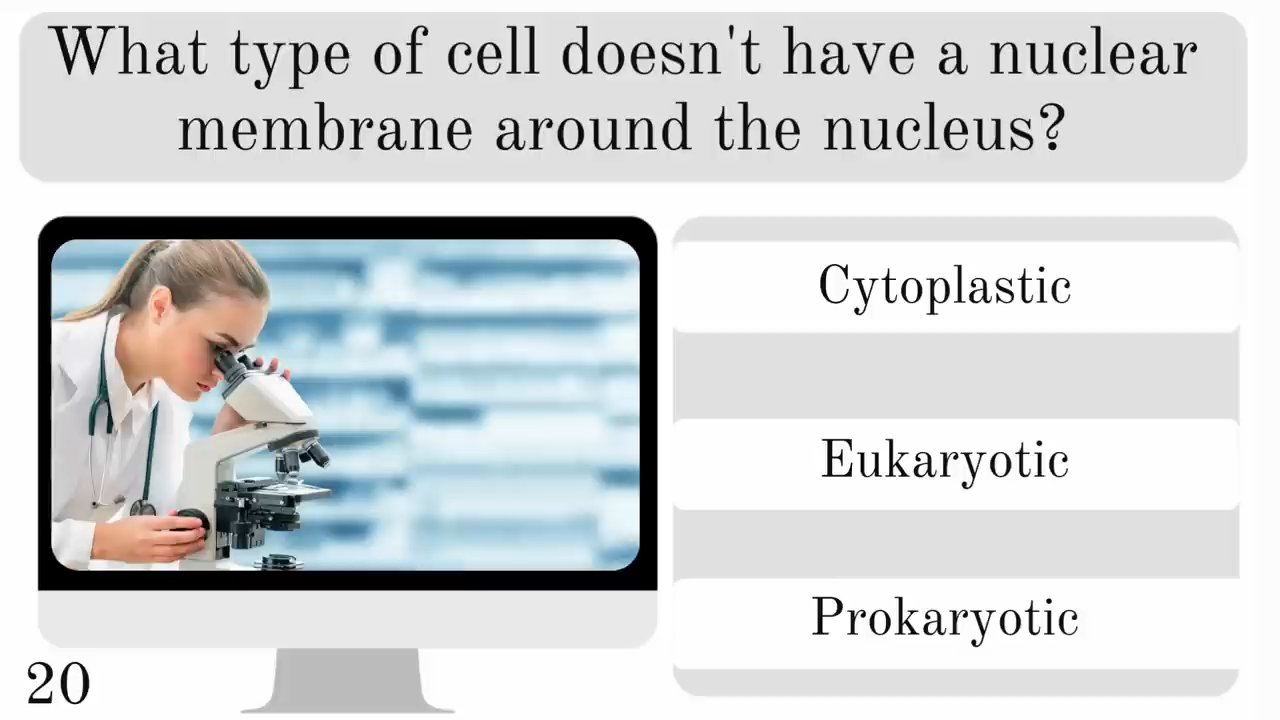 What type of cell doesn't have a nuclear
membrane around the nucleus?
Cytoplastic
Eukaryotic
Prokaryotic
20